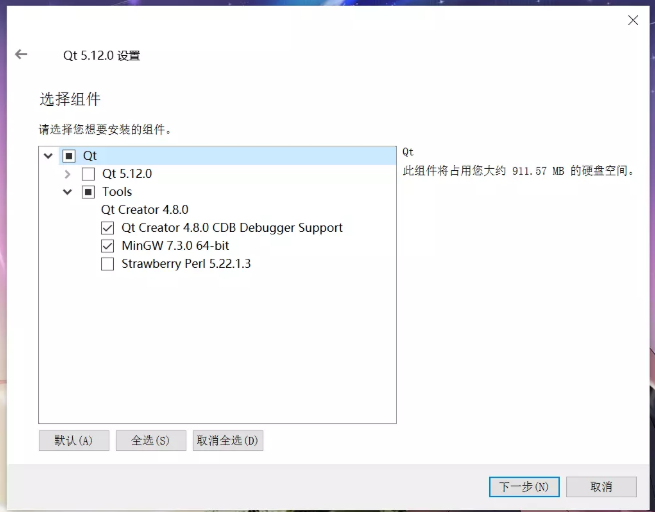 Qt 5.12.0 设置
选择组件
请选择您想要安装的组件。
Qt
Qt 5.12.0
Tools
Qt Creator 4.8.0
Qt Creator 4.8.0 CDB Debugger Support
MinGW 7.3.0 64-bit
Strawberry Perl 5.22.1.3
Qt
此组件将占用您大约 911.57 MB 的硬盘空间。
默认(A)
全选(S)
取消全选(D)
下一步(N)
取消